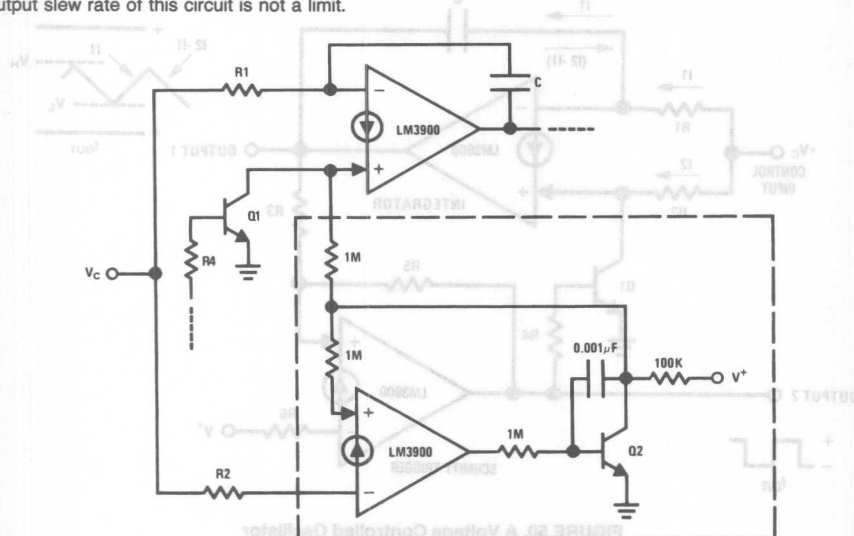 utput slew rate of this circuit is not a limit.
R1
C
−
LM3900
+
Q1
R4
1M
VC
1M
0.001μF
100K
V+
+
LM3900
1M
Q2
R2
−